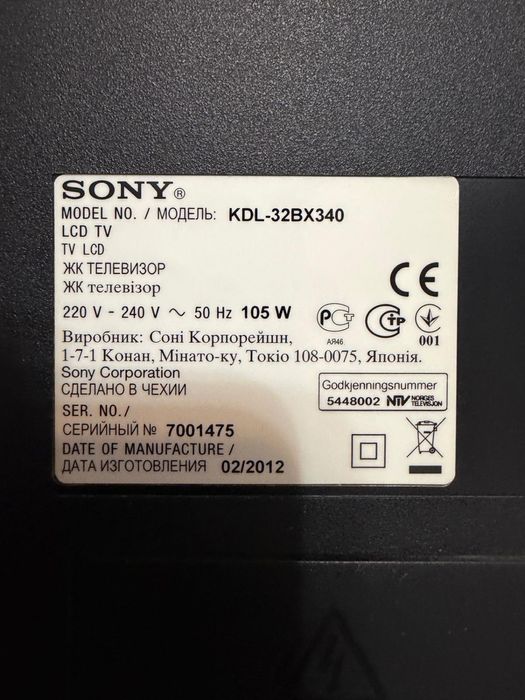 SONY®
MODEL NO. / МОДЕЛЬ: KDL-32BX340
LCD TV
TV LCD
ЖК ТЕЛЕВИЗОР
ЖК телевізор
220 V - 240 V ~ 50 Hz 105 W
АЯ46
001
Виробник: Соні Корпорейшн,
1-7-1 Конан, Мінато-ку, Токіо 108-0075, Японія.
Sony Corporation
СДЕЛАНО В ЧЕХИИ
Godkjenningsnummer
5448002 NTV NORGES TELEVISJON
SER. NO./
СЕРИЙНЫЙ № 7001475
DATE OF MANUFACTURE /
ДАТА ИЗГОТОВЛЕНИЯ 02/2012